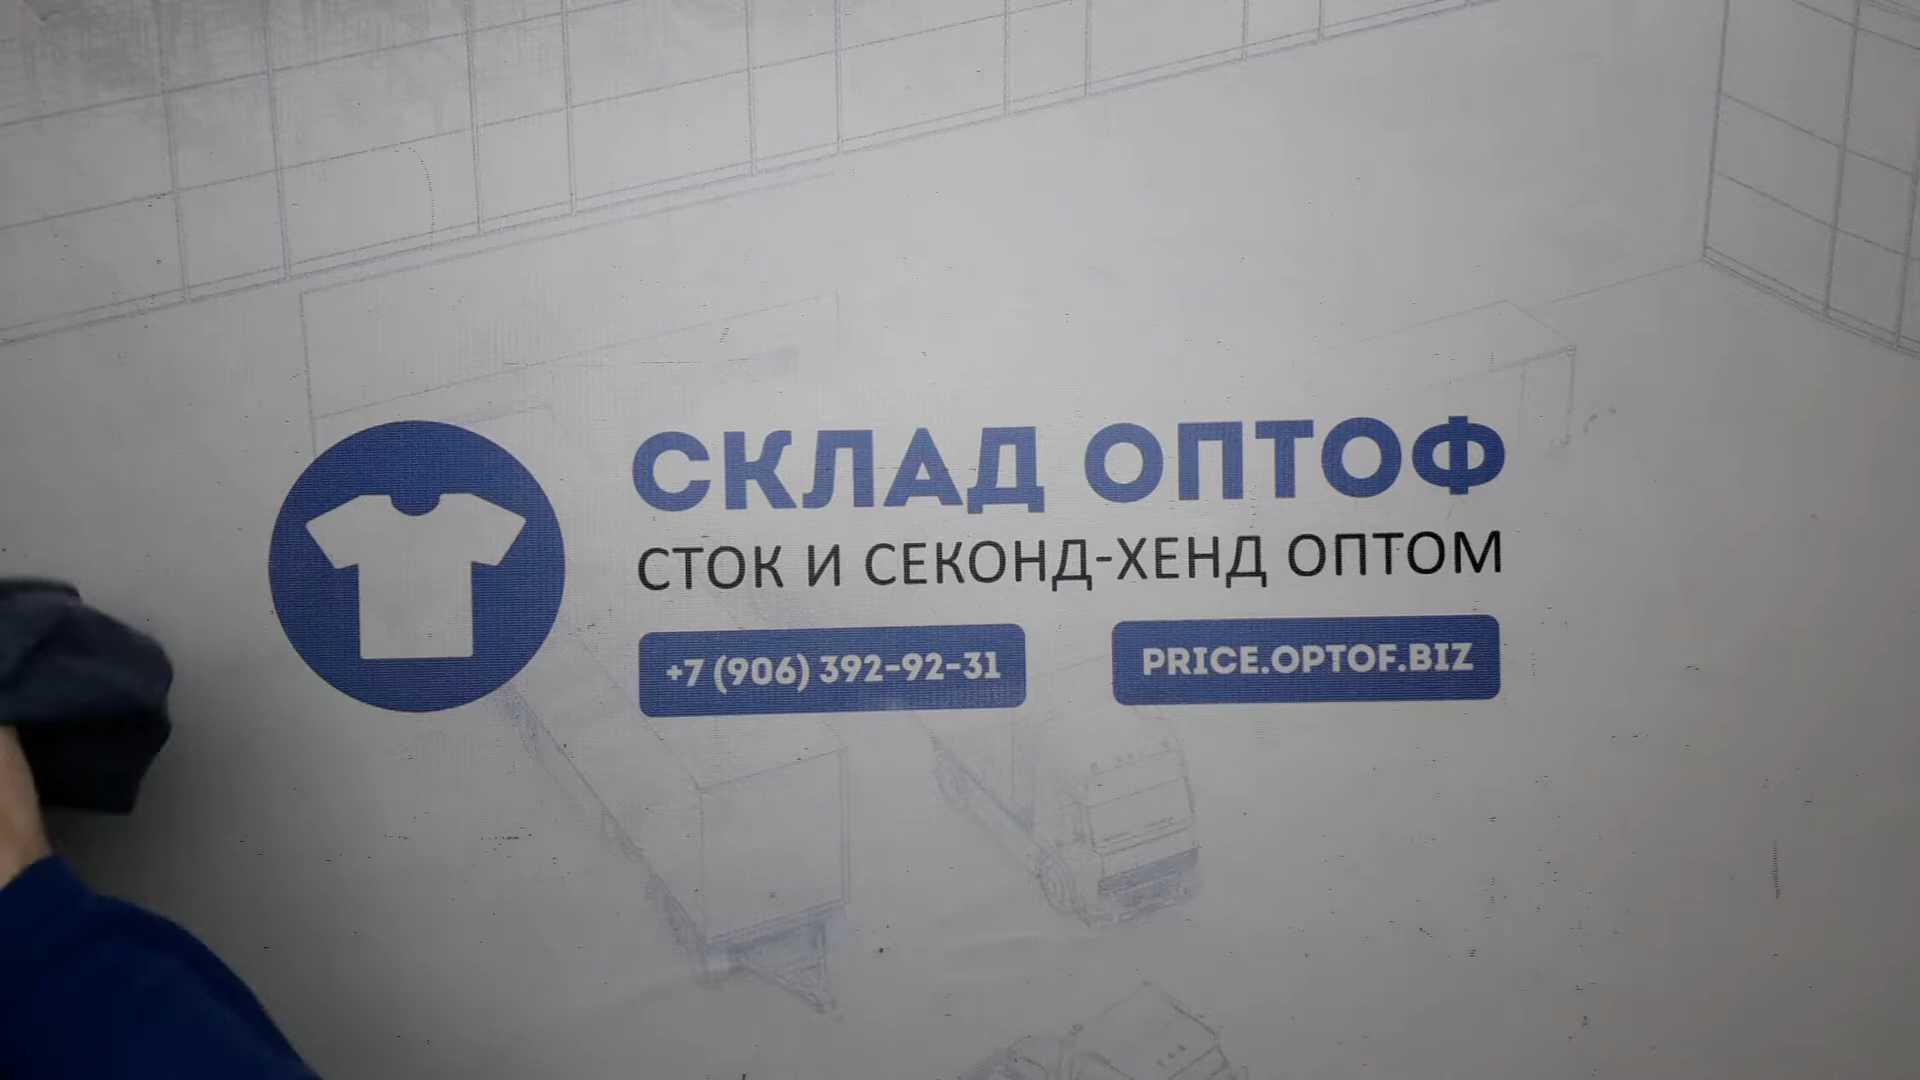 СКЛАД ОПТОФ
СТОК И СЕКОНД-ХЕНД ОПТОМ
+7 (906) 392-92-31
PRICE.OPTOF.BIZ